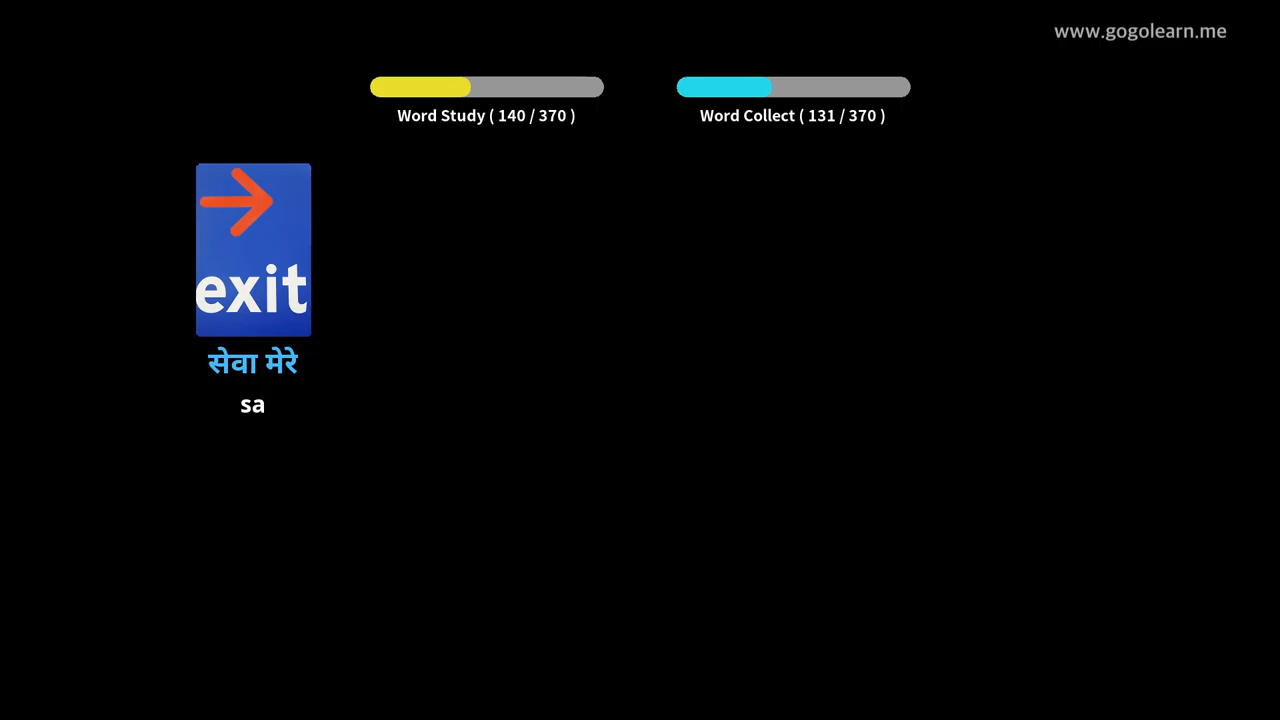 www.gogolearn.me
Word Study ( 140 / 370 )
Word Collect ( 131 / 370 )
exit
सेवा मेरे
sa